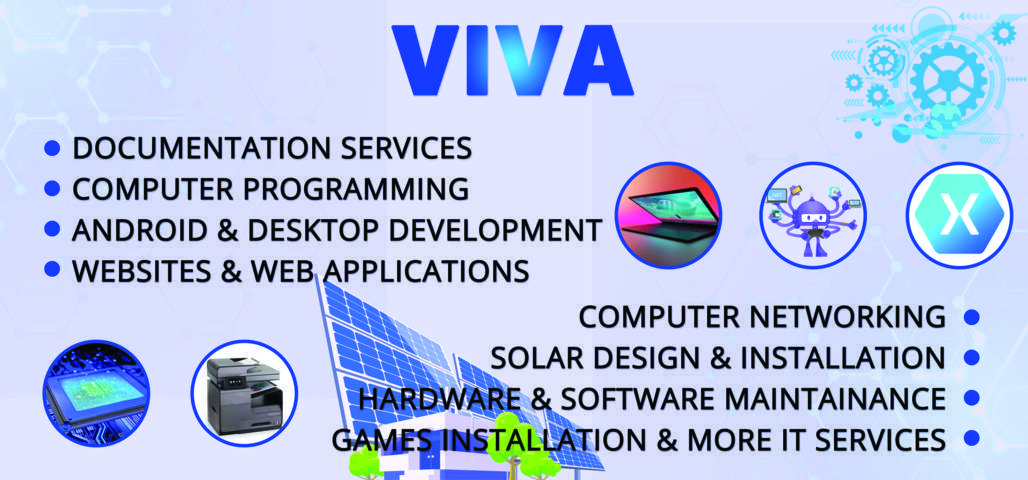 VIVA
DOCUMENTATION SERVICES
COMPUTER PROGRAMMING
ANDROID & DESKTOP DEVELOPMENT
WEBSITES & WEB APPLICATIONS
X
COMPUTER NETWORKING
SOLAR DESIGN & INSTALLATION
HARDWARE & SOFTWARE MAINTAINANCE
GAMES INSTALLATION & MORE IT SERVICES